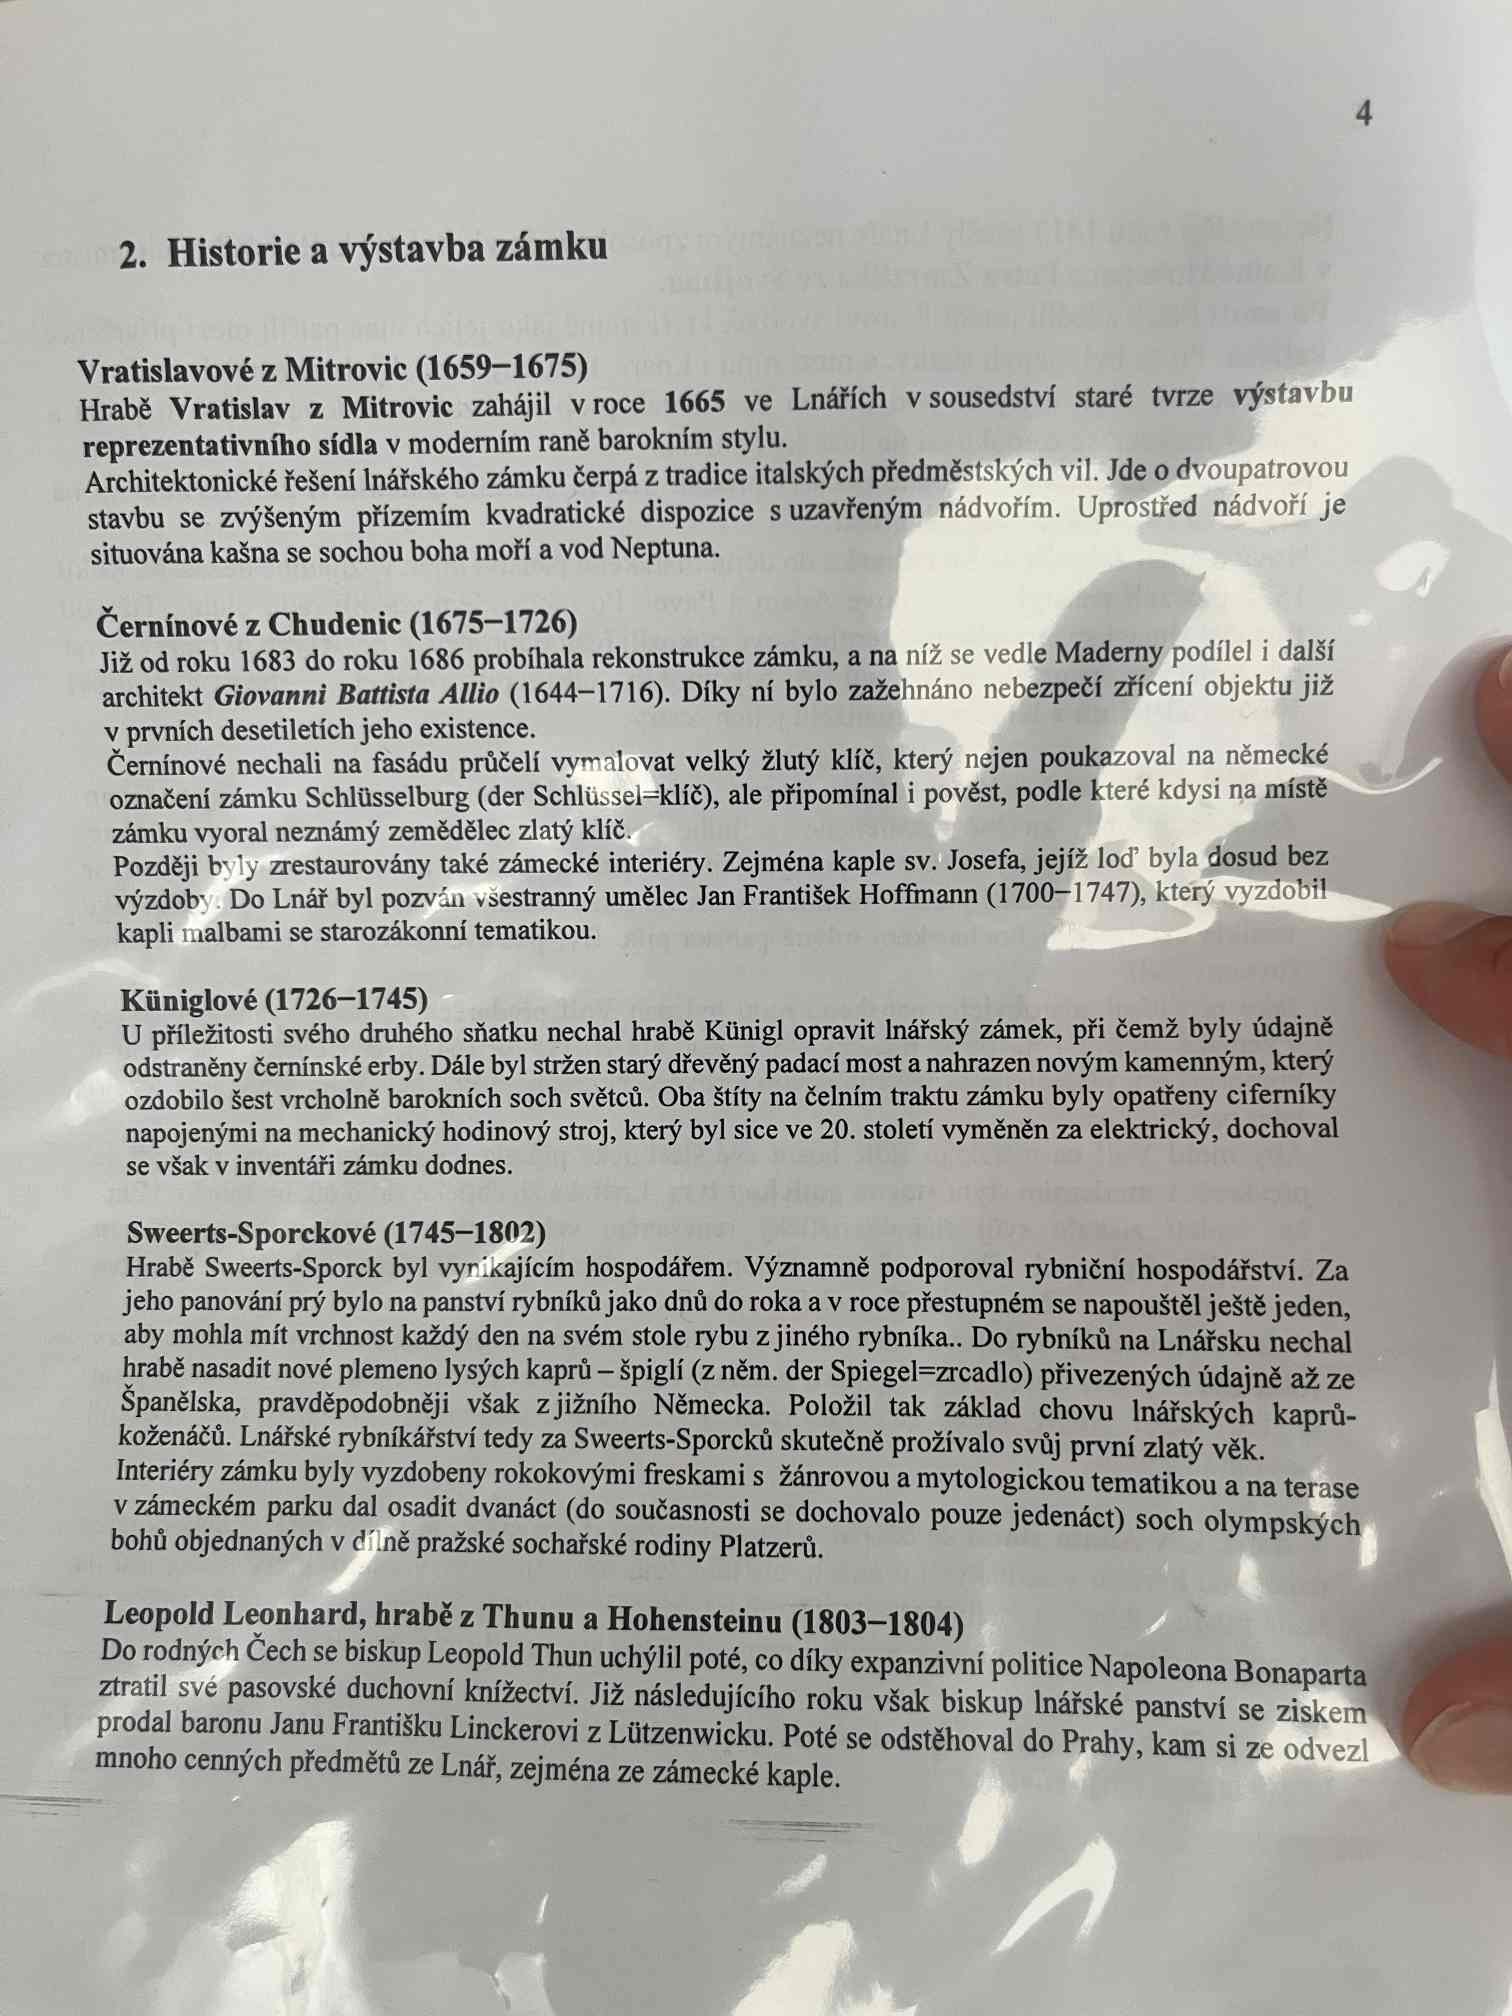 4
2. Historie a výstavba zámku
Vratislavové z Mitrovic (1659–1675)
Hrabě Vratislav z Mitrovic zahájil v roce 1665 ve Lnářích v sousedství staré tvrze výstavbu
reprezentativního sídla v moderním raně barokním stylu.
Architektonické řešení lnářského zámku čerpá z tradice italských předměstských vil. Jde o dvoupatrovou
stavbu se zvýšeným přízemím kvadratické dispozice s uzavřeným nádvořím. Uprostřed nádvoří je
situována kašna se sochou boha moří a vod Neptuna.
Černínové z Chudenic (1675–1726)
Již od roku 1683 do roku 1686 probíhala rekonstrukce zámku, a na níž se vedle Maderny podílel i další
architekt Giovanni Battista Allio (1644–1716). Díky ní bylo zažehnáno nebezpečí zřícení objektu již
v prvních desetiletích jeho existence.
Černínové nechali na fasádu průčelí vymalovat velký žlutý klíč, který nejen poukazoval na německé
označení zámku Schlüsselburg (der Schlüssel=klíč), ale připomínal i pověst, podle které kdysi na místě
zámku vyoral neznámý zemědělec zlatý klíč.
Později byly zrestaurovány také zámecké interiéry. Zejména kaple sv. Josefa, jejíž loď byla dosud bez
výzdoby. Do Lnář byl pozván všestranný umělec Jan František Hoffmann (1700–1747), který vyzdobil
kapli malbami se starozákonní tematikou.
Küniglové (1726–1745)
U příležitosti svého druhého sňatku nechal hrabě Künigl opravit lnářský zámek, při čemž byly údajně
odstraněny černínské erby. Dále byl stržen starý dřevěný padací most a nahrazen novým kamenným, který
ozdobilo šest vrcholně barokních soch světců. Oba štíty na čelním traktu zámku byly opatřeny ciferníky
napojenými na mechanický hodinový stroj, který byl sice ve 20. století vyměněn za elektrický, dochoval
se však v inventáři zámku dodnes.
Sweerts-Sporckové (1745–1802)
Hrabě Sweerts-Sporck byl vynikajícím hospodářem. Významně podporoval rybniční hospodářství. Za
jeho panování prý bylo na panství rybníků jako dnů do roka a v roce přestupném se napouštěl ještě jeden,
aby mohla mít vrchnost každý den na svém stole rybu z jiného rybníka.. Do rybníků na Lnářsku nechal
hrabě nasadit nové plemeno lysých kaprů – špiglí (z něm. der Spiegel=zrcadlo) přivezených údajně až ze
Španělska, pravděpodobněji však z jižního Německa. Položil tak základ chovu lnářských kaprů-
koženáčů. Lnářské rybníkářství tedy za Sweerts-Sporcků skutečně prožívalo svůj první zlatý věk.
Interiéry zámku byly vyzdobeny rokokovými freskami s žánrovou a mytologickou tematikou a na terase
v zámeckém parku dal osadit dvanáct (do současnosti se dochovalo pouze jedenáct) soch olympských
bohů objednaných v dílně pražské sochařské rodiny Platzerů.
Leopold Leonhard, hrabě z Thunu a Hohensteinu (1803–1804)
Do rodných Čech se biskup Leopold Thun uchýlil poté, co díky expanzivní politice Napoleona Bonaparta
ztratil své pasovské duchovní knížectví. Již následujícího roku však biskup lnářské panství se ziskem
prodal baronu Janu Františku Linckerovi z Lützenwicku. Poté se odstěhoval do Prahy, kam si ze odvezl
mnoho cenných předmětů ze Lnář, zejména ze zámecké kaple.